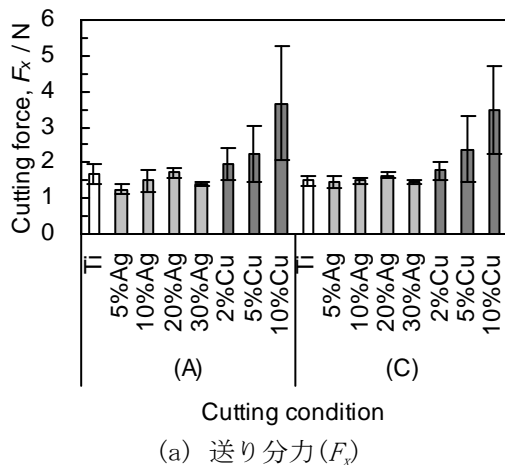 Cutting force, Fx / N
6
5
4
3
2
1
0
Ti
5%Ag
10%Ag
20%Ag
30%Ag
2%Cu
5%Cu
10%Cu
Ti
5%Ag
10%Ag
20%Ag
30%Ag
2%Cu
5%Cu
10%Cu
(A)
(C)
Cutting condition
(a) 送り分力(Fx)